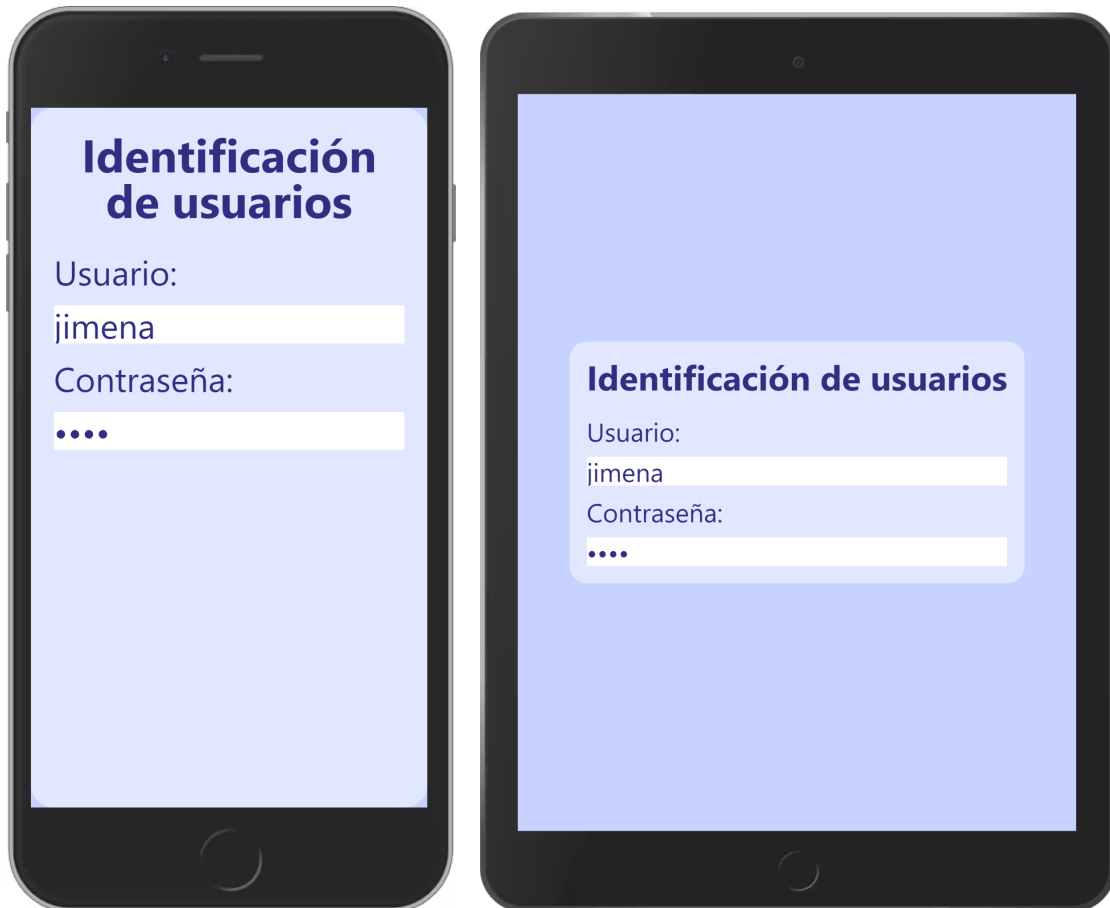 Identificación
de usuarios
Usuario:
jimena
Contraseña:
••••
Identificación de usuarios
Usuario:
jimena
Contraseña:
••••